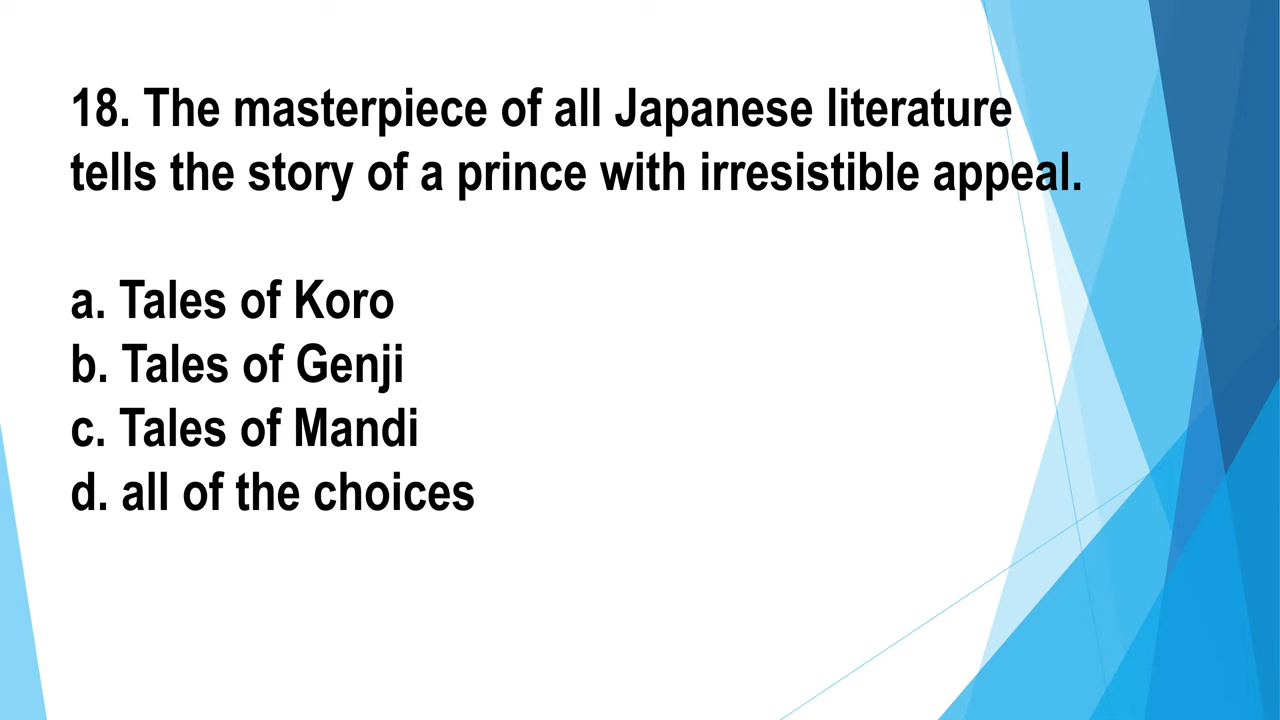 18. The masterpiece of all Japanese literature
tells the story of a prince with irresistible appeal.
a. Tales of Koro
b. Tales of Genji
c. Tales of Mandi
d. all of the choices